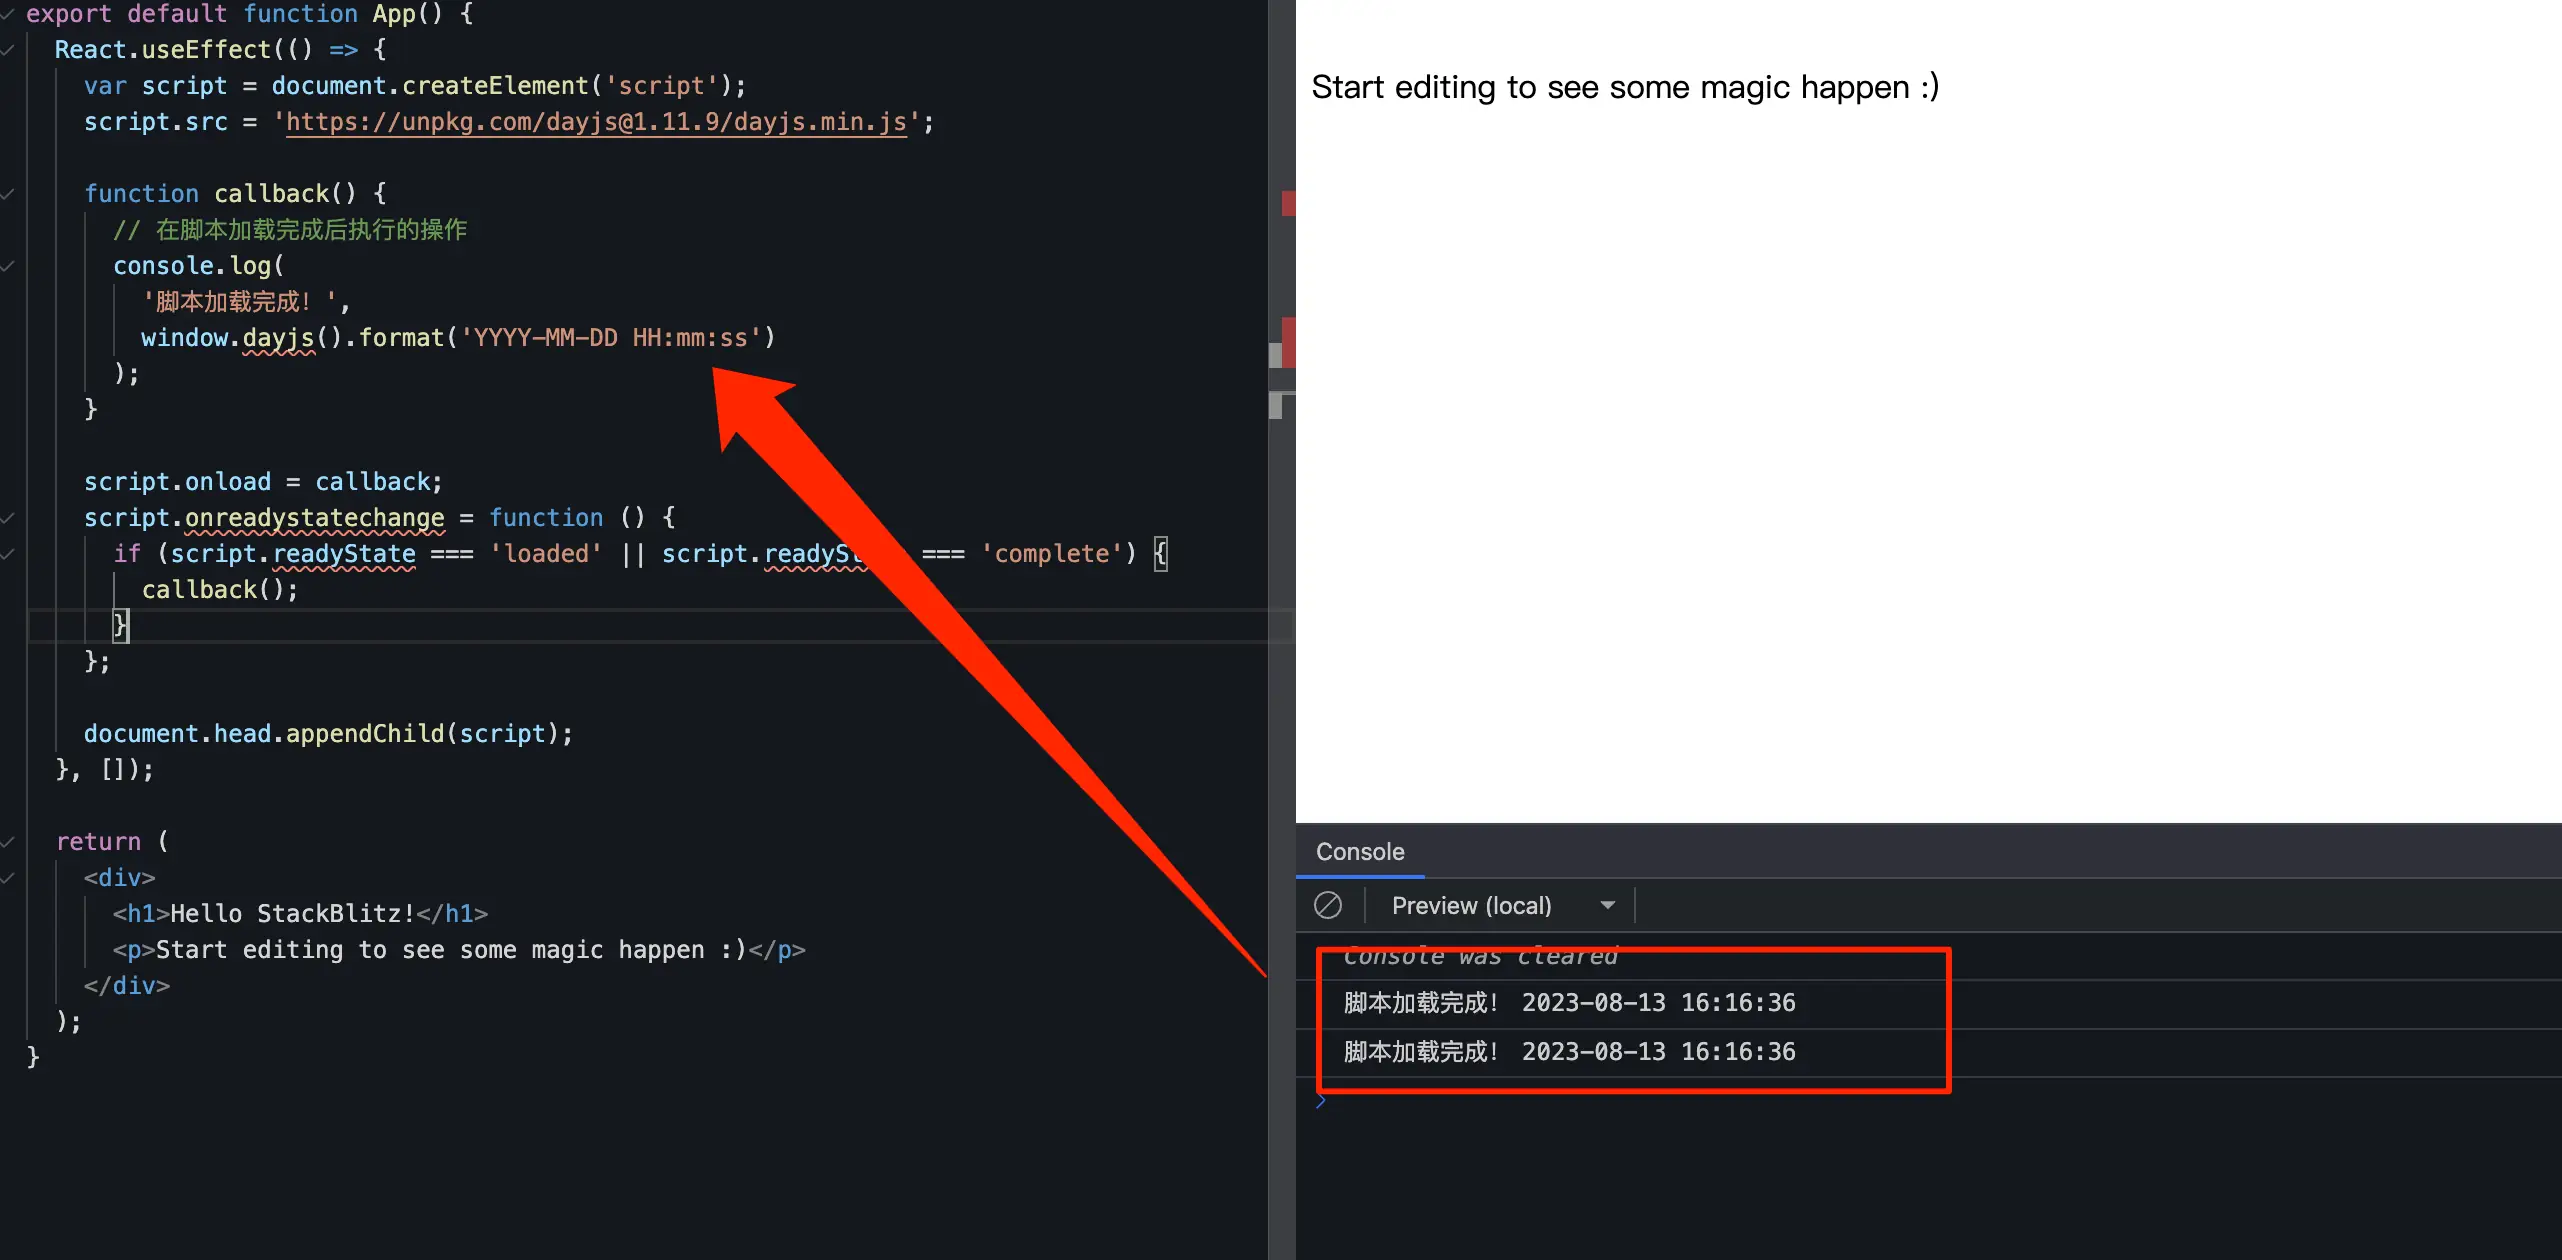 export default function App() {
React.useEffect(() => {
var script = document.createElement('script');
script.src = 'https://unpkg.com/dayjs@1.11.9/dayjs.min.js';
function callback() {
// 在脚本加载完成后执行的操作
console.log(
'脚本加载完成！',
window.dayjs().format('YYYY-MM-DD HH:mm:ss')
);
}
script.onload = callback;
script.onreadystatechange = function () {
if (script.readyState === 'loaded' || script.readySt === 'complete') {
callback();
}
};
document.head.appendChild(script);
}, []);
return (
<div>
<h1>Hello StackBlitz!</h1>
<p>Start editing to see some magic happen :)</p>
</div>
);
}
Start editing to see some magic happen :)
Console
Preview (local)
Console was cleared
脚本加载完成！ 2023-08-13 16:16:36
脚本加载完成！ 2023-08-13 16:16:36
>